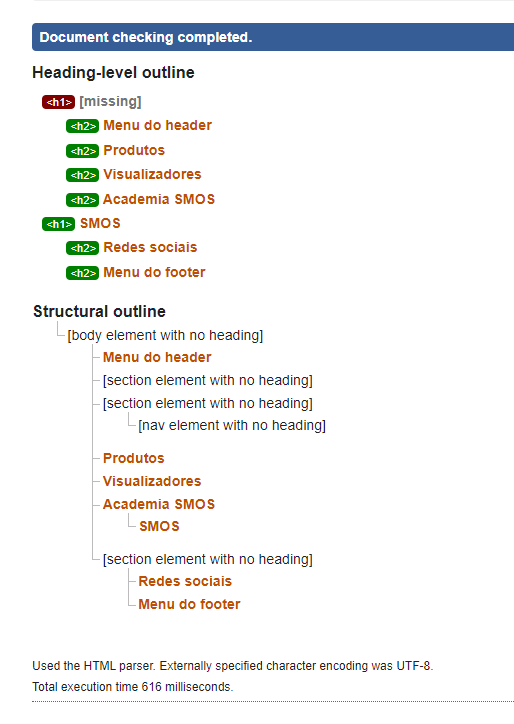 Document checking completed.
Heading-level outline
<h1> [missing]
<h2> Menu do header
<h2> Produtos
<h2> Visualizadores
<h2> Academia SMOS
<h1> SMOS
<h2> Redes sociais
<h2> Menu do footer
Structural outline
[body element with no heading]
Menu do header
[section element with no heading]
[section element with no heading]
[nav element with no heading]
Produtos
Visualizadores
Academia SMOS
SMOS
[section element with no heading]
Redes sociais
Menu do footer
Used the HTML parser. Externally specified character encoding was UTF-8.
Total execution time 616 milliseconds.